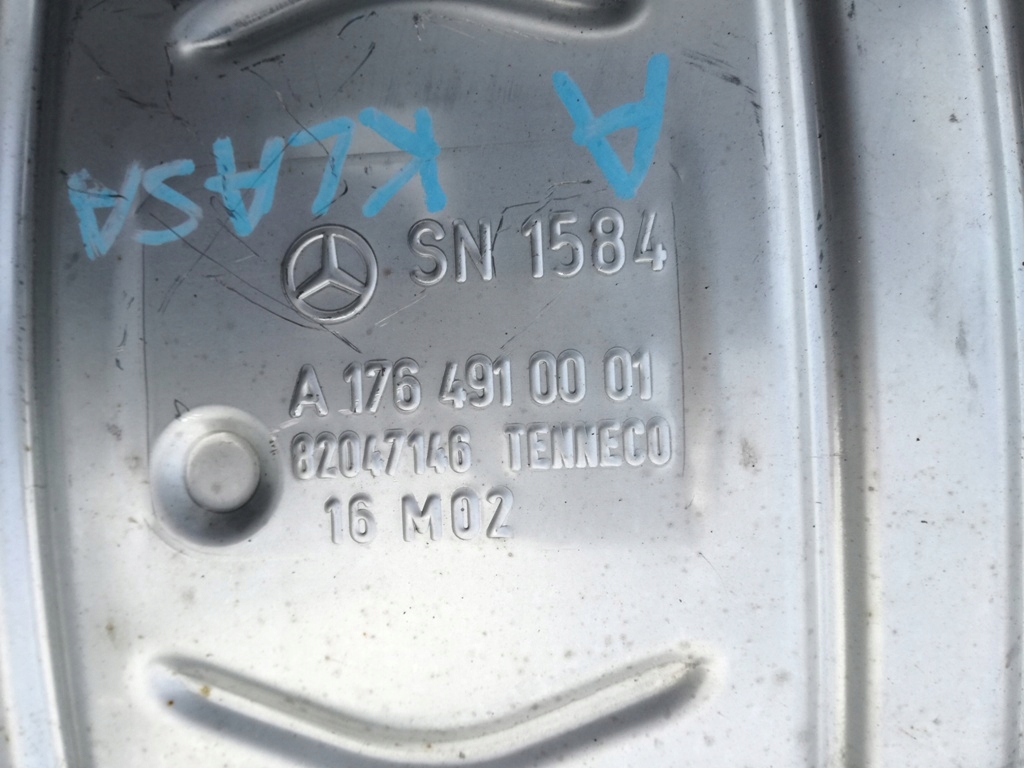 A KLASA
SN 1584
A 176 491 00 01
82047146 TENNECO
16 M02